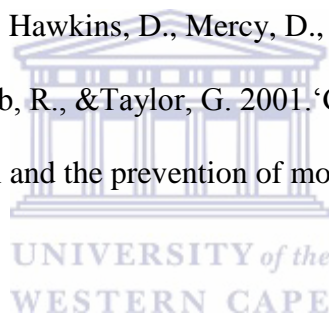 Hawkins, D., Mercy, D.,
b, R., &Taylor, G. 2001.‘
and the prevention of mo
UNIVERSITY of the
WESTERN CAPE